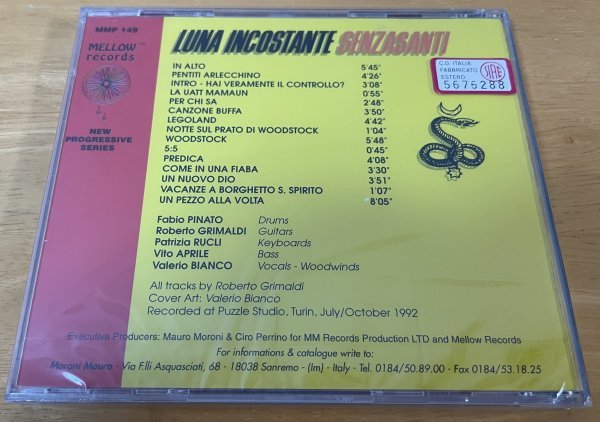 MMP 149
MELLOW™
records
NEW
PROGRESSIVE
SERIES
LUNA INCOSTANTE SENZASANTI
C.D. ITALIA
FABBRICATO
ESTERO
SIAE
5676288
IN ALTO 5'45"
PENTITI ARLECCHINO 4'26"
INTRO - HAI VERAMENTE IL CONTROLLO? 3'08"
LA UATT MAMAUN 0'55"
PER CHI SA 2'48"
CANZONE BUFFA 3'50"
LEGOLAND 4'42"
NOTTE SUL PRATO DI WOODSTOCK 1'04"
WOODSTOCK 5'48"
5:5 0'45"
PREDICA 4'08"
COME IN UNA FIABA 3'30"
UN NUOVO DIO 3'51"
VACANZE A BORGHETTO S. SPIRITO 1'07"
UN PEZZO ALLA VOLTA 8'05"
Fabio PINATO Drums
Roberto GRIMALDI Guitars
Patrizia RUCLI Keyboards
Vito APRILE Bass
Valerio BIANCO Vocals - Woodwinds
All tracks by Roberto Grimaldi
Cover Art: Valerio Bianco
Recorded at Puzzle Studio, Turin, July/October 1992
Executive Producers: Mauro Moroni & Ciro Perrino for MM Records Production LTD and Mellow Records
For informations & catalogue write to:
Moroni Mauro - Via F.lli Asquasciati, 68 - 18038 Sanremo - (Im) - Italy - Tel. 0184/50.89.00 - Fax 0184/53.18.25